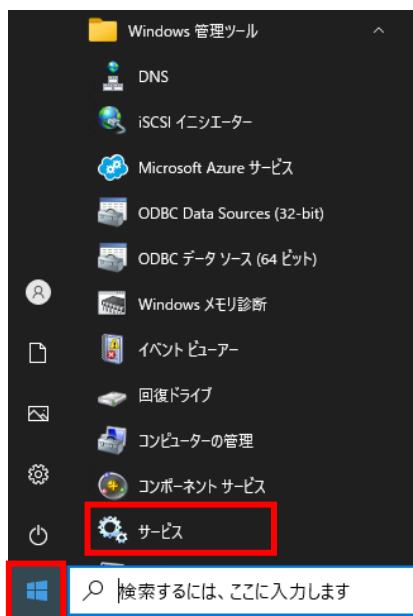 Windows 管理ツール
DNS
iSCSI イニシエーター
Microsoft Azure サービス
ODBC Data Sources (32-bit)
ODBC データ ソース (64 ビット)
Windows メモリ診断
イベント ビューアー
回復ドライブ
コンピューターの管理
コンポーネント サービス
サービス
検索するには、ここに入力します